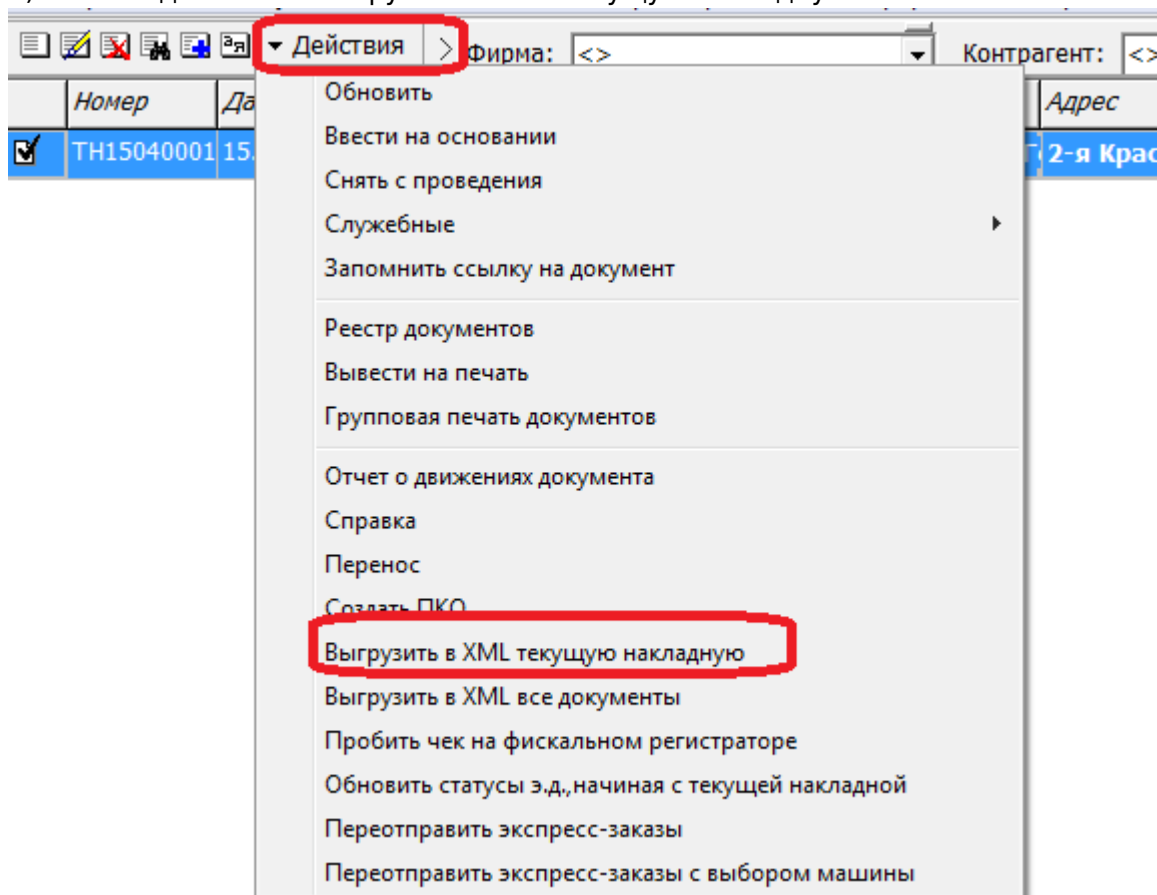 Действия Фирма: <> Контрагент: <>
Номер Да Адрес
ТН15040001 15. 2-я Крас
Обновить
Ввести на основании
Снять с проведения
Служебные
Запомнить ссылку на документ
Реестр документов
Вывести на печать
Групповая печать документов
Отчет о движениях документа
Справка
Перенос
Создать ПКО
Выгрузить в XML текущую накладную
Выгрузить в XML все документы
Пробить чек на фискальном регистраторе
Обновить статусы э.д.,начиная с текущей накладной
Переотправить экспресс-заказы
Переотправить экспресс-заказы с выбором машины